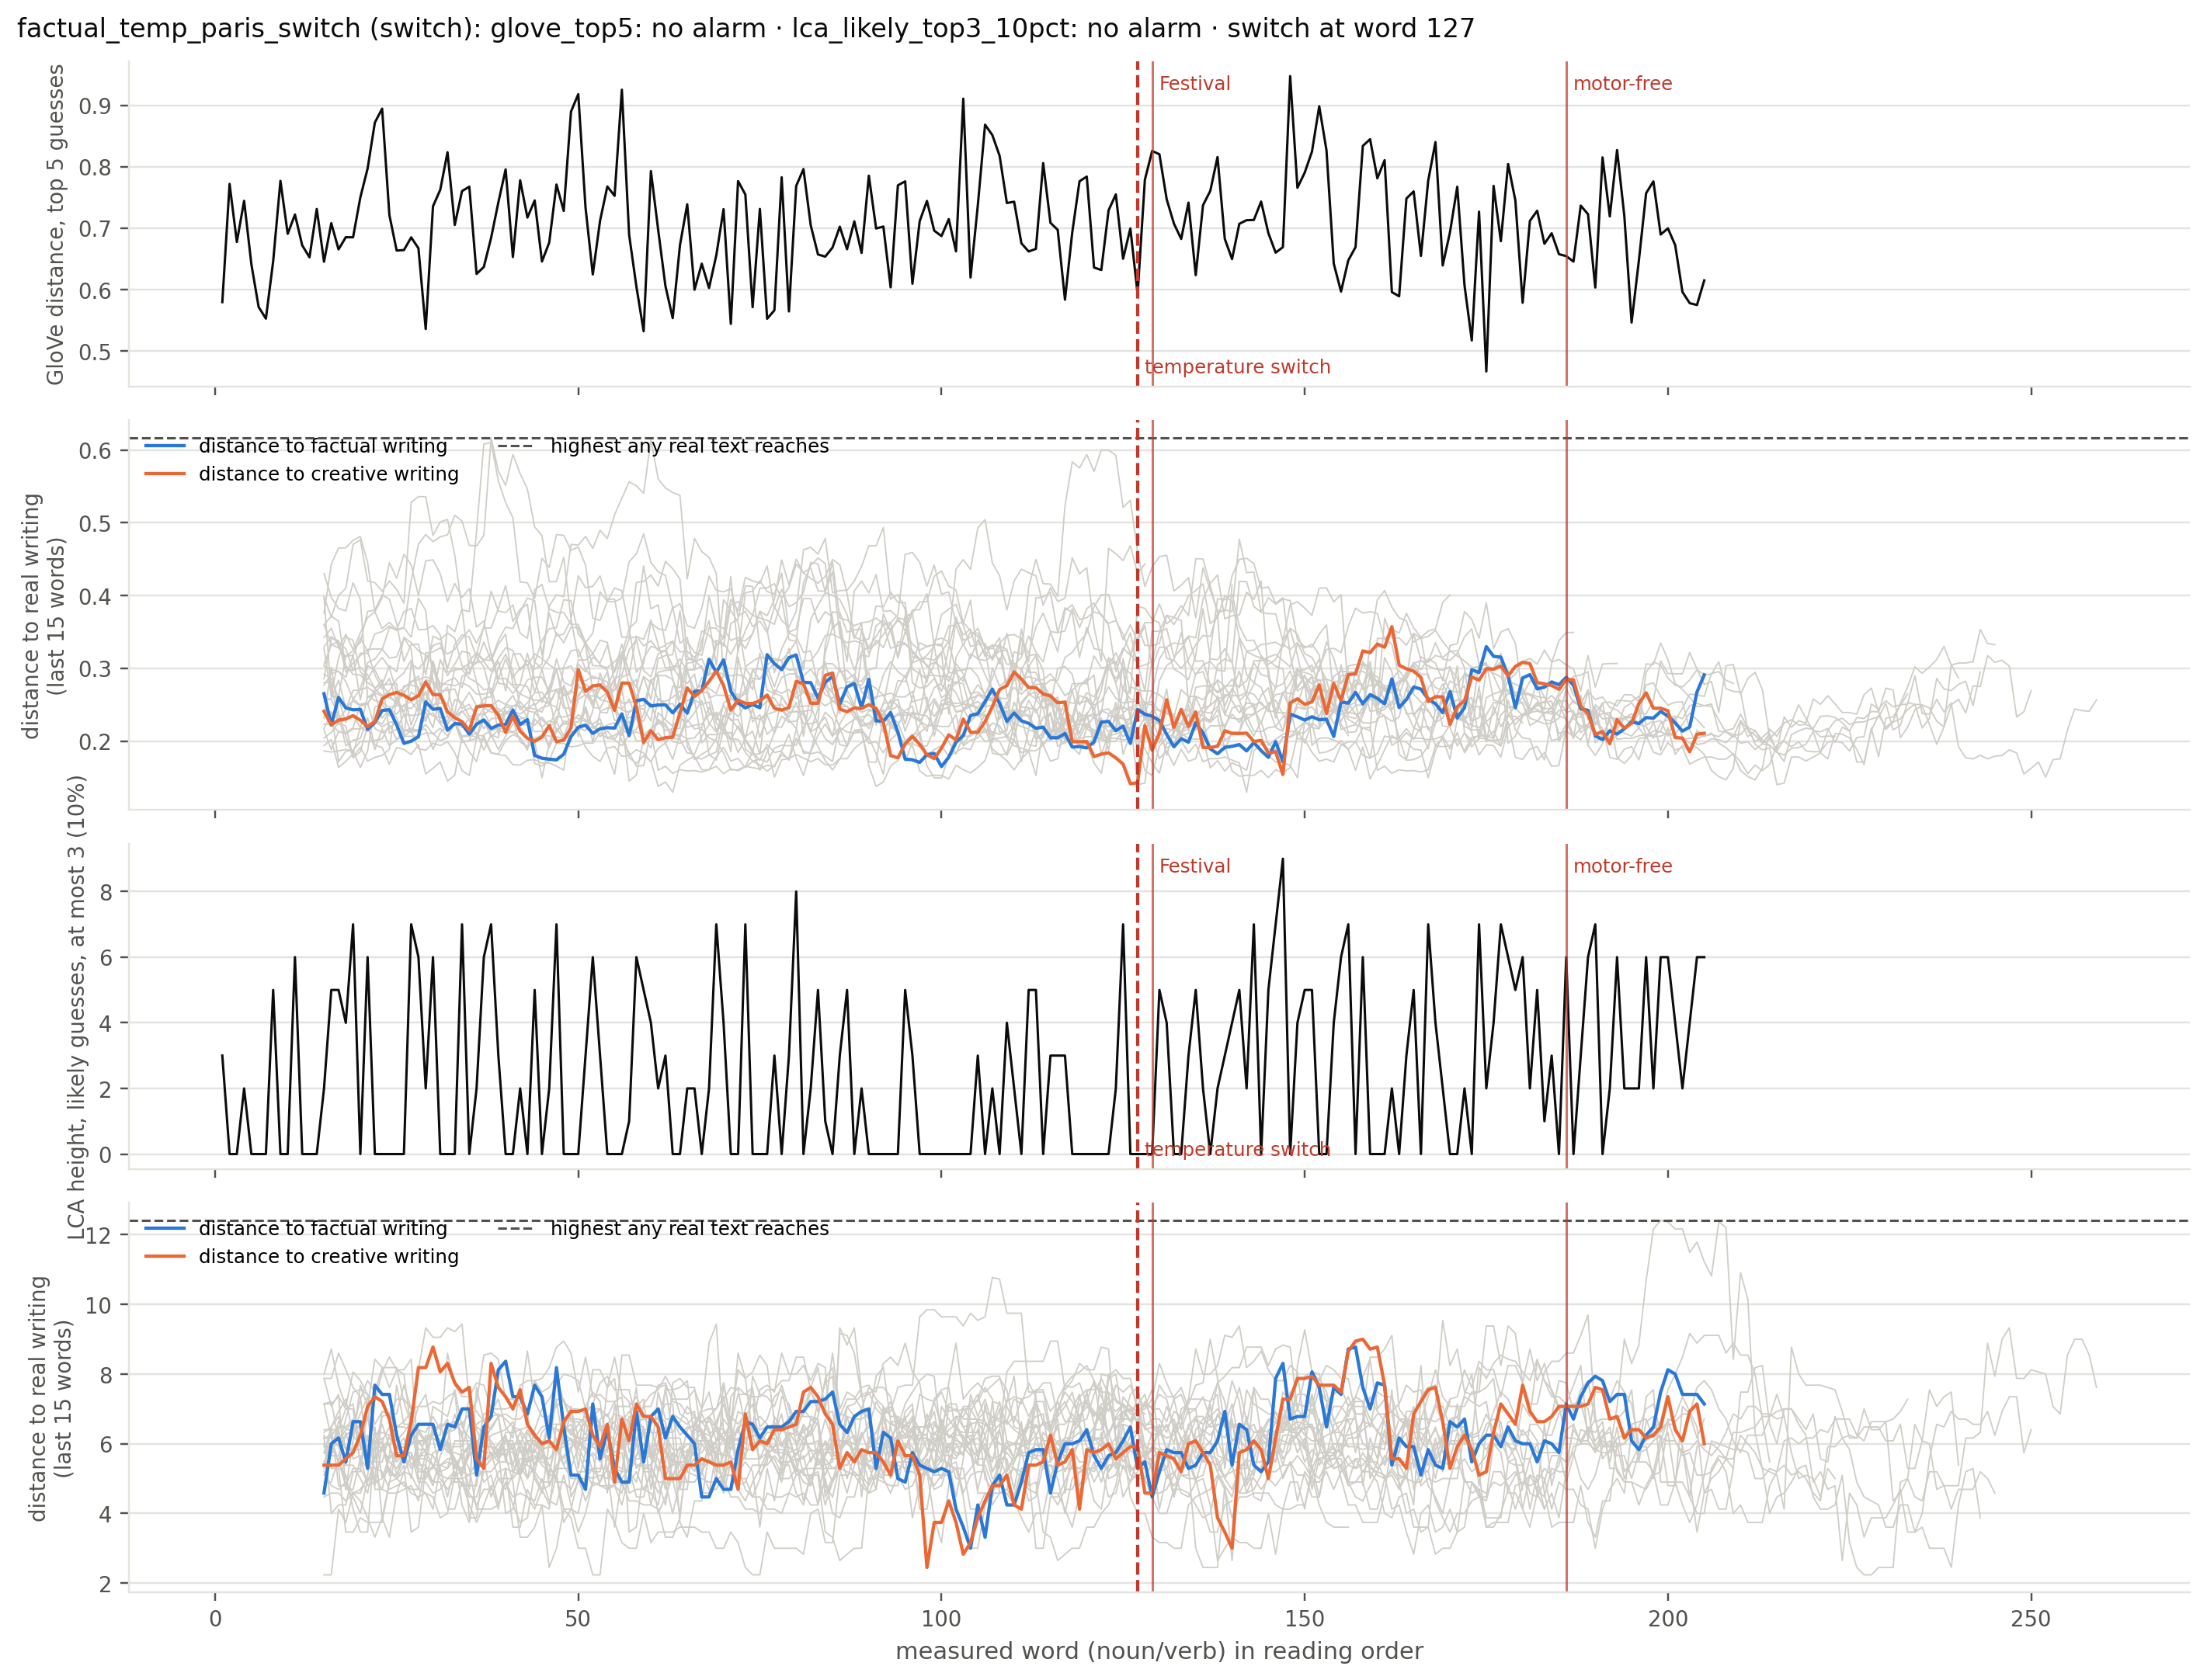 factual_temp_paris_switch (switch): glove_top5: no alarm · lca_likely_top3_10pct: no alarm · switch at word 127
GloVe distance, top 5 guesses
0.9
0.8
0.7
0.6
0.5
Festival
motor-free
temperature switch
distance to real writing
(last 15 words)
0.6
0.5
0.4
0.3
0.2
distance to factual writing
distance to creative writing
highest any real text reaches
LCA height, likely guesses, at most 3 (10%)
8
6
4
2
0
Festival
motor-free
temperature switch
distance to real writing
(last 15 words)
12
10
8
6
4
2
distance to factual writing
distance to creative writing
highest any real text reaches
0 50 100 150 200 250
measured word (noun/verb) in reading order